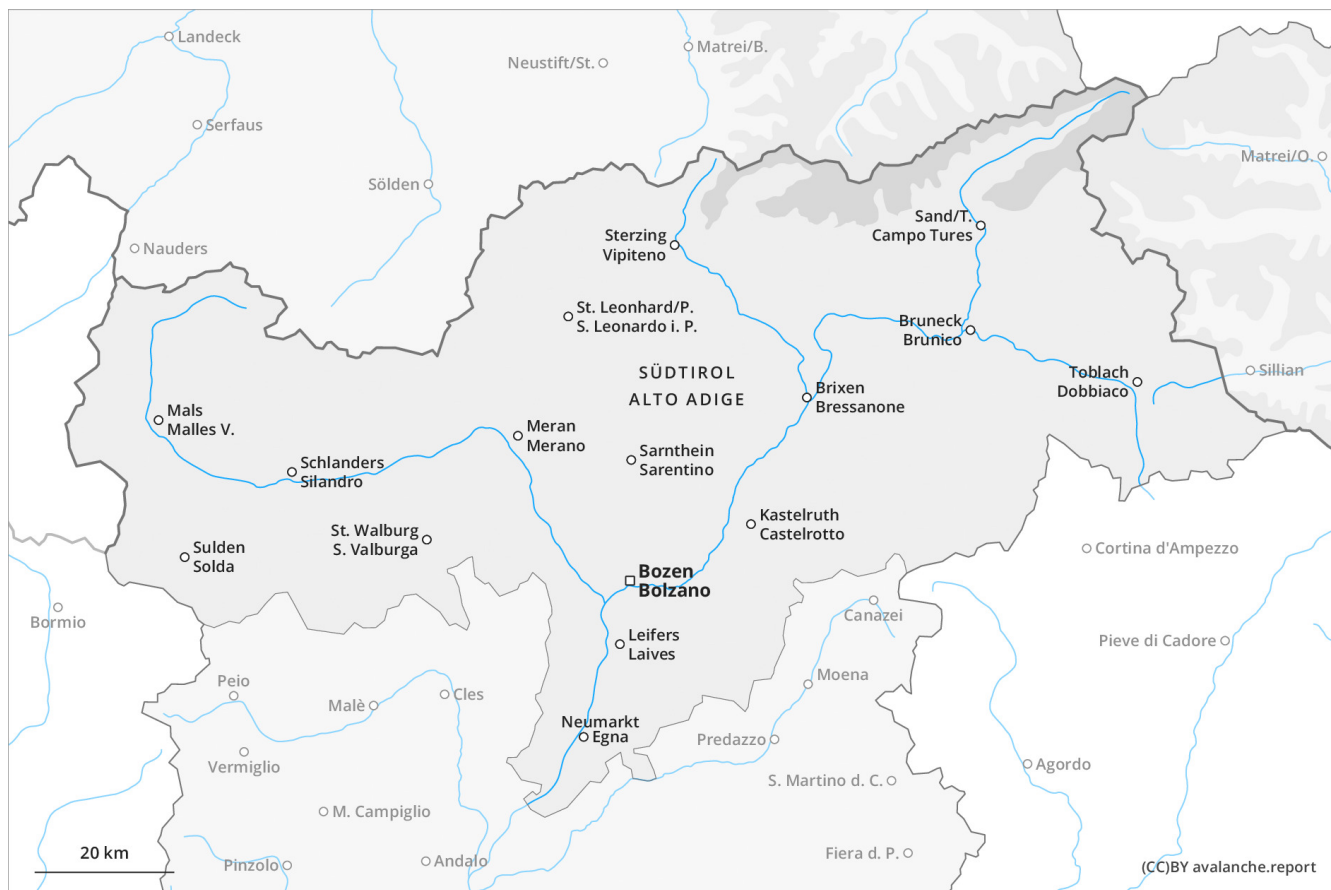 Landeck
Matrei/B.
Neustift/St.
Serfaus
Matrei/O.
Sölden
Sand/T.
Campo Tures
Nauders
Sterzing
Vipiteno
St. Leonhard/P.
S. Leonardo i. P.
Bruneck
Brunico
SÜDTIROL
ALTO ADIGE
Toblach
Dobbiaco
Sillian
Brixen
Bressanone
Mals
Malles V.
Meran
Merano
Sarnthein
Sarentino
Schlanders
Silandro
Kastelruth
Castelrotto
St. Walburg
S. Valburga
Sulden
Solda
Cortina d'Ampezzo
Bozen
Bolzano
Bormio
Canazei
Leifers
Laives
Pieve di Cadore
Moena
Peio
Cles
Malè
Neumarkt
Egna
Predazzo
Vermiglio
Agordo
S. Martino d. C.
M. Campiglio
20 km
Pinzolo
Andalo
Fiera d. P.
(CC)BY avalanche.report